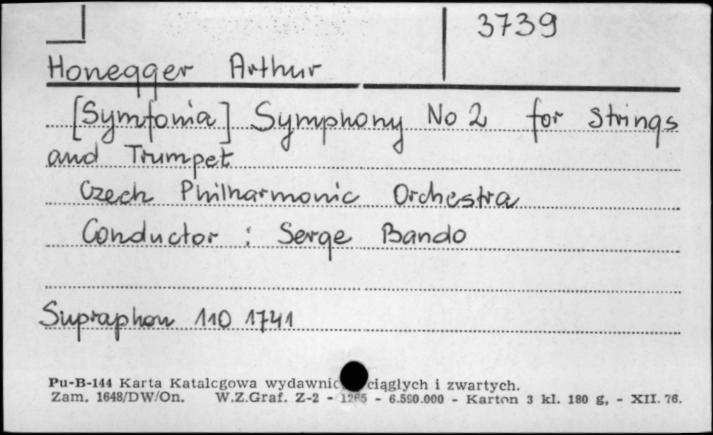 3739
Honegger Arthur
[Symfonia] Symphony No 2 for strings
and Trumpet
Czech Philharmonic Orchestra
Conductor : Serge Bando
Supraphon 110 1741
Pu-B-144 Karta Katalogowa wydawnic ciągłych i zwartych.
Zam. 1648/DW/On. W.Z.Graf. Z-2 - 1265 - 6.590.000 - Karton 3 kl. 180 g, - XII. 76.